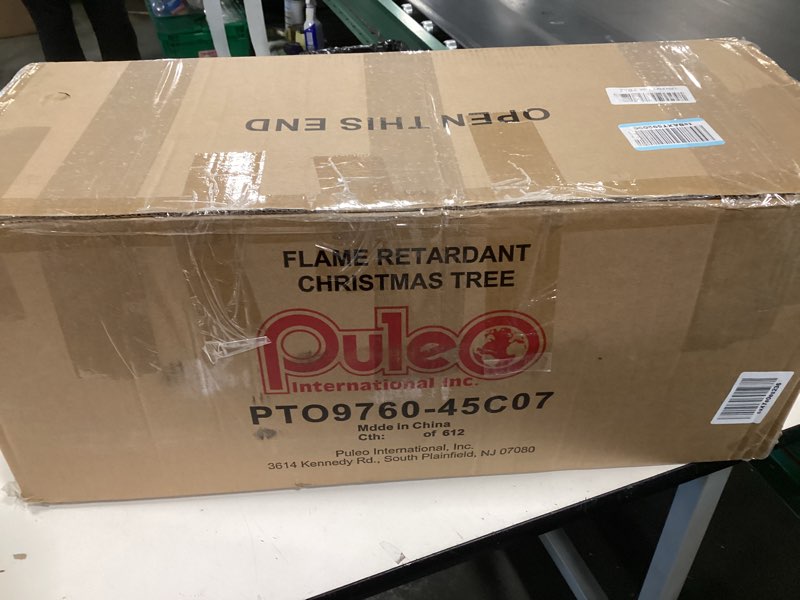 OPEN THIS END
FLAME RETARDANT
CHRISTMAS TREE
Puleo
International Inc.
PTO9760-45C07
Mdde in China
Cth: of 612
Puleo International, Inc.
3614 Kennedy Rd., South Plainfield, NJ 07080